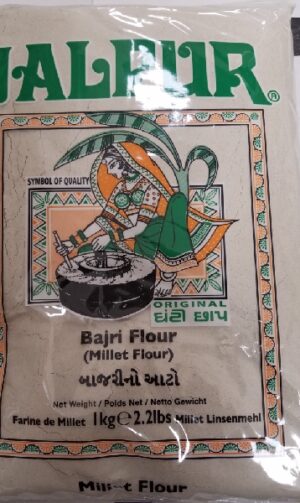 JALPUR®
SYMBOL OF QUALITY
ORIGINAL
ઘંટી છાપ
Bajri Flour
(Millet Flour)
બાજરીનો આટો
Net Weight / Poids Net / Netto Gewicht
Farine de Millet 1kg ℮ 2.2lbs Millet Linsenmehl
Millet Flour